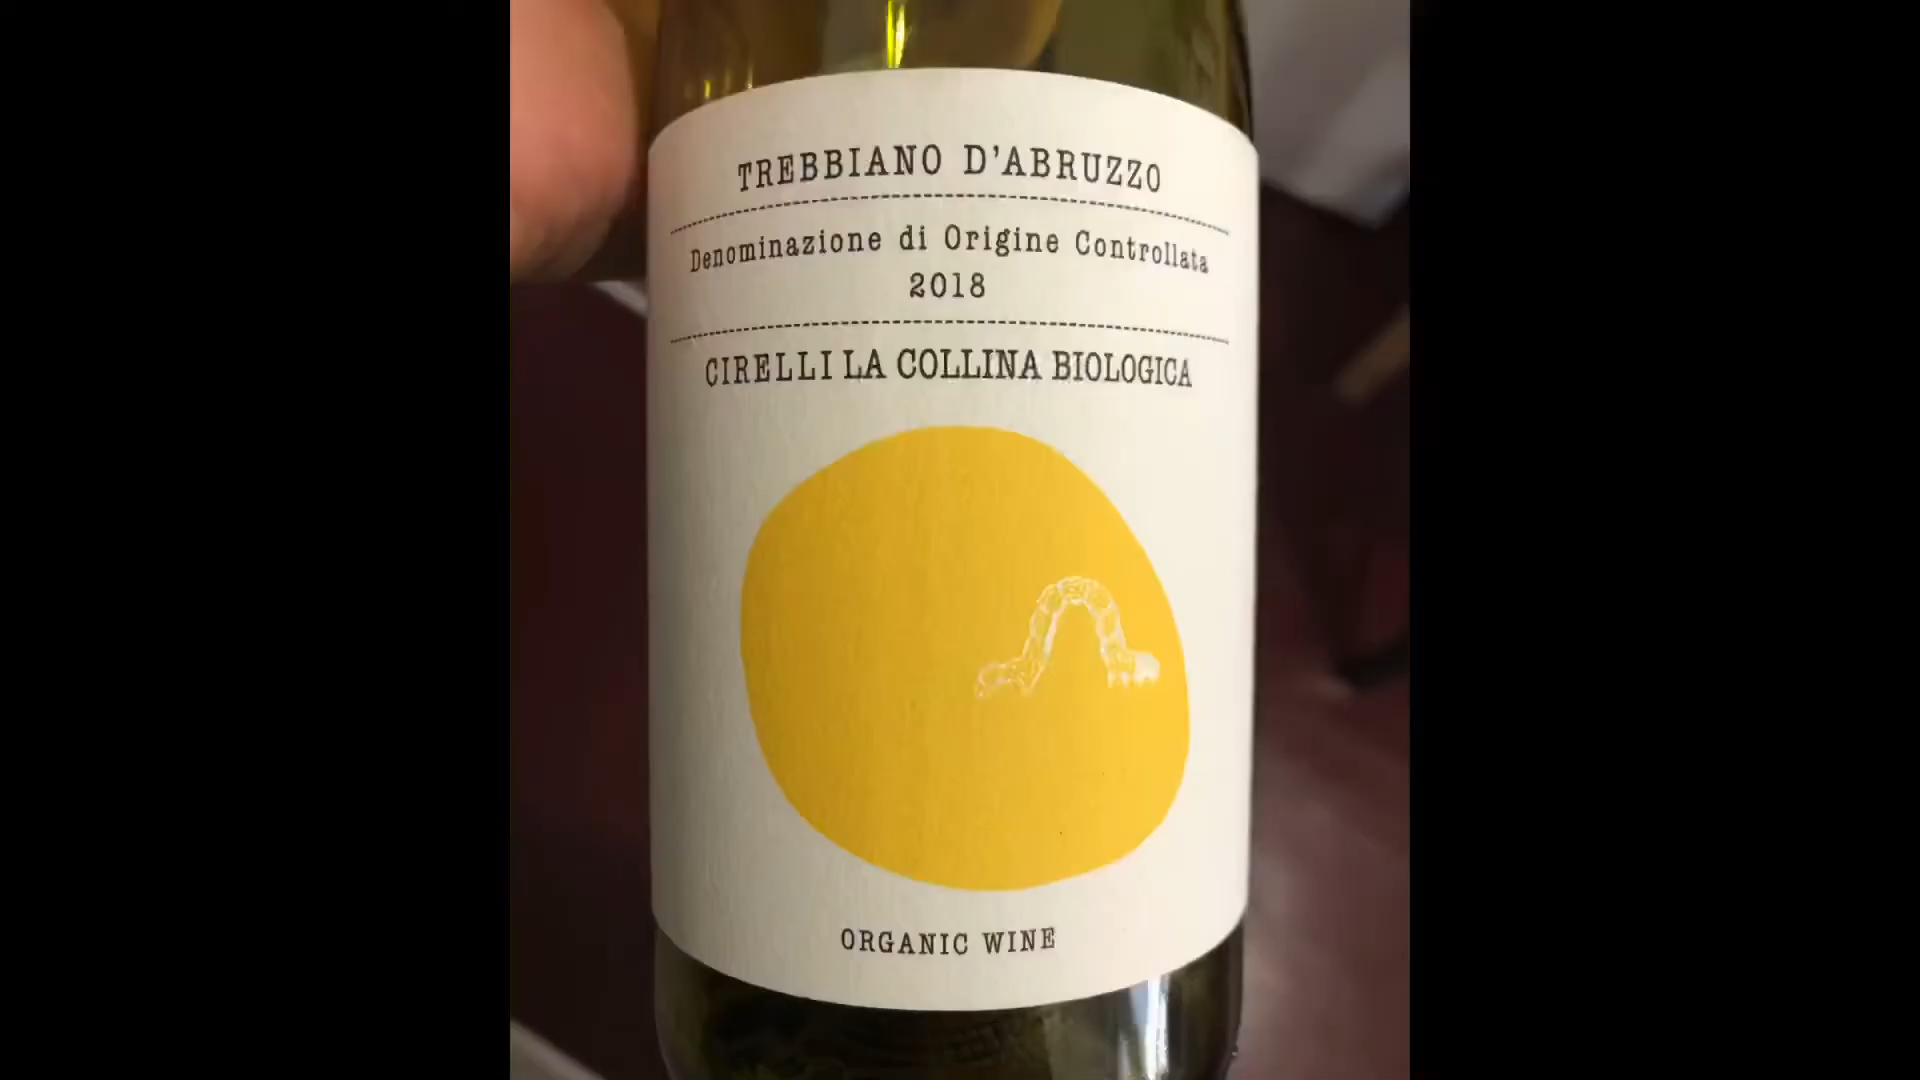 TREBBIANO D'ABRUZZO
Denominazione di Origine Controllata
2018
CIRELLI LA COLLINA BIOLOGICA
ORGANIC WINE